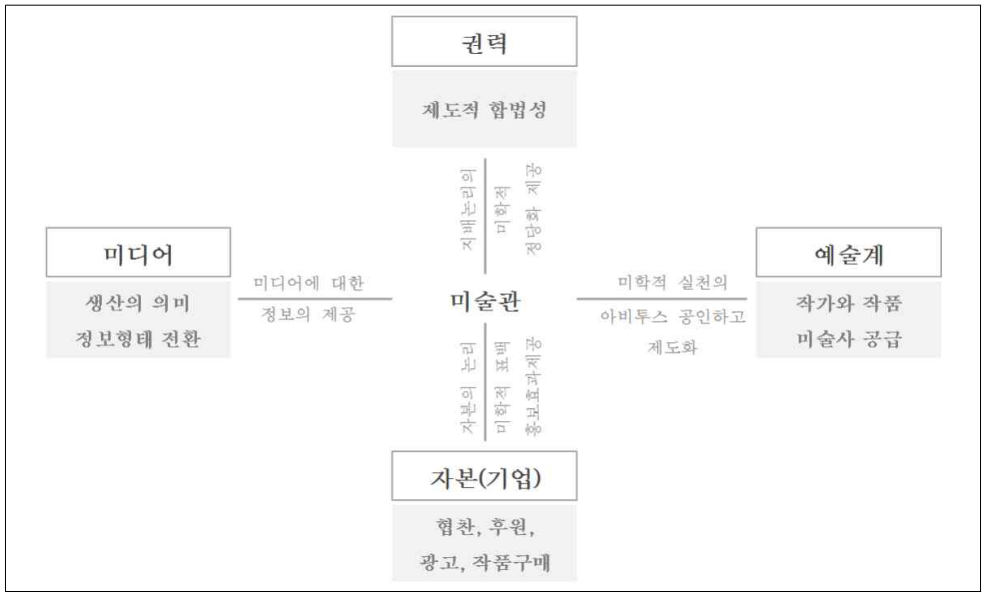 권력
제도적 합법성
지배논리의
미학적
정당화 제공
미디어
생산의 의미
정보형태 전환
미디어에 대한
정보의 제공
미술관
미학적 실천의
아비투스 공인하고
제도화
예술계
작가와 작품
미술사 공급
자본의 논리
미학적 표백
홍보효과제공
자본(기업)
협찬, 후원,
광고, 작품구매